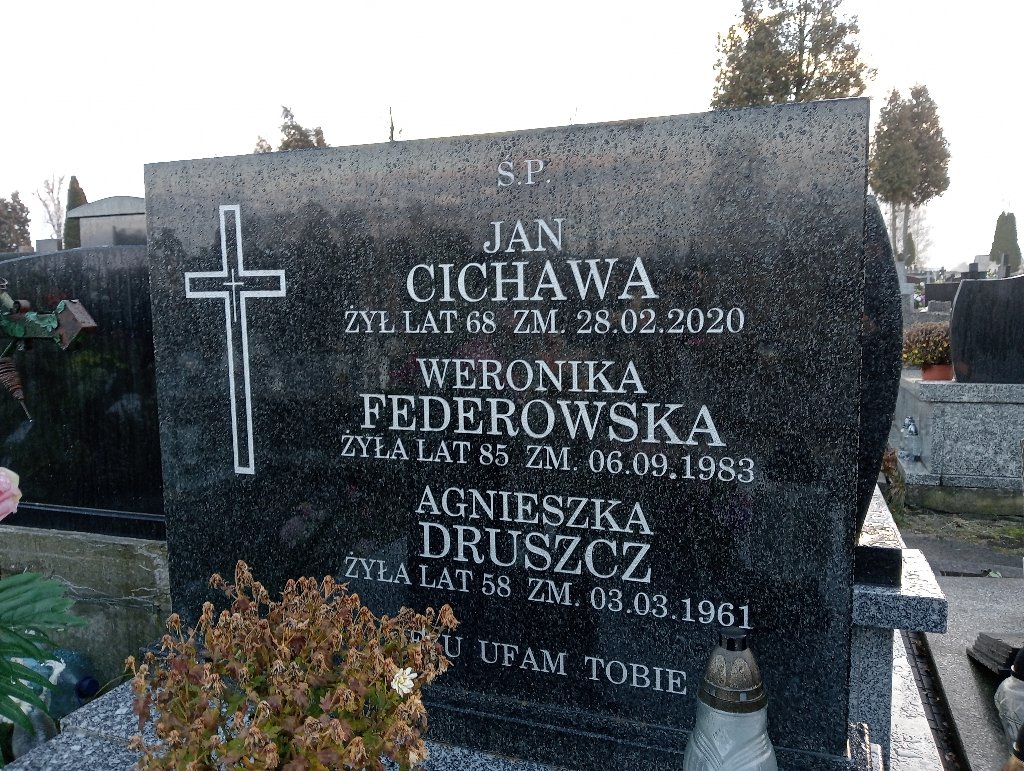 S.P.
JAN
CICHAWA
ŻYŁ LAT 68 ZM. 28.02.2020
WERONIKA
FEDEROWSKA
ŻYŁA LAT 85 ZM. 06.09.1983
AGNIESZKA
DRUSZCZ
ŻYŁA LAT 58 ZM. 03.03.1961
UFAM TOBIE